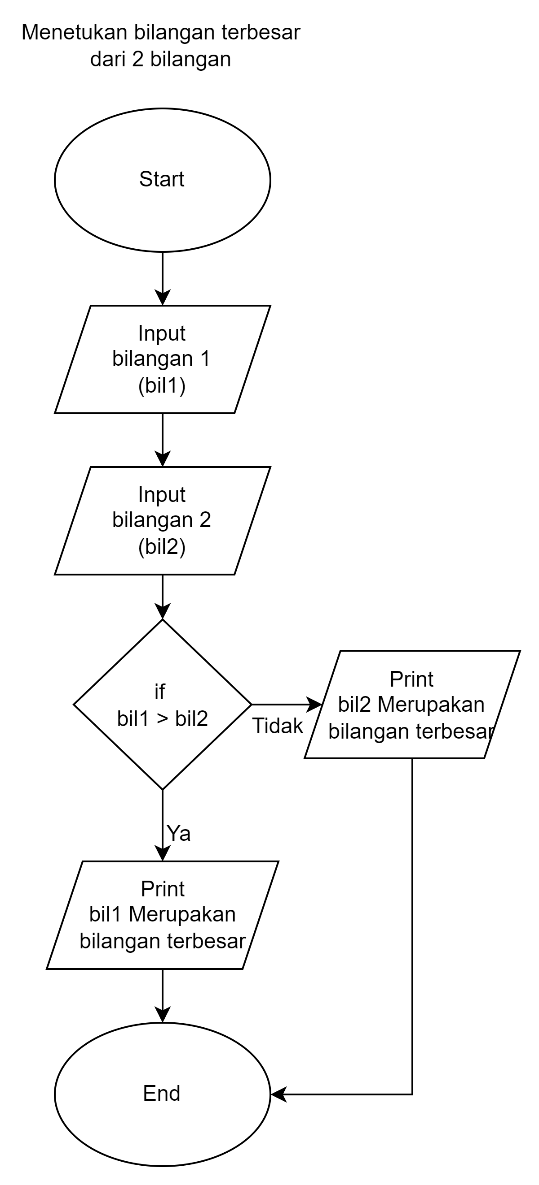 Menetukan bilangan terbesar
dari 2 bilangan
Start
Input
bilangan 1
(bil1)
Input
bilangan 2
(bil2)
if
bil1 > bil2
Tidak
Print
bil2 Merupakan
bilangan terbesar
Ya
Print
bil1 Merupakan
bilangan terbesar
End